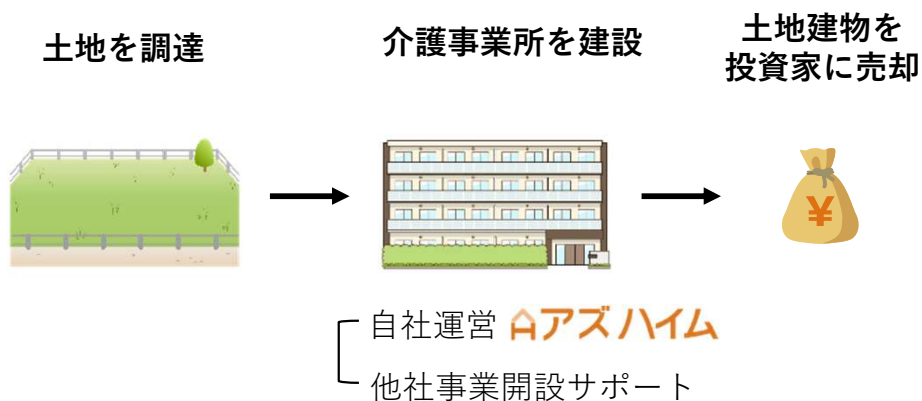 土地を調達
介護事業所を建設
土地建物を
投資家に売却
¥
自社運営 アズハイム
他社事業開設サポート